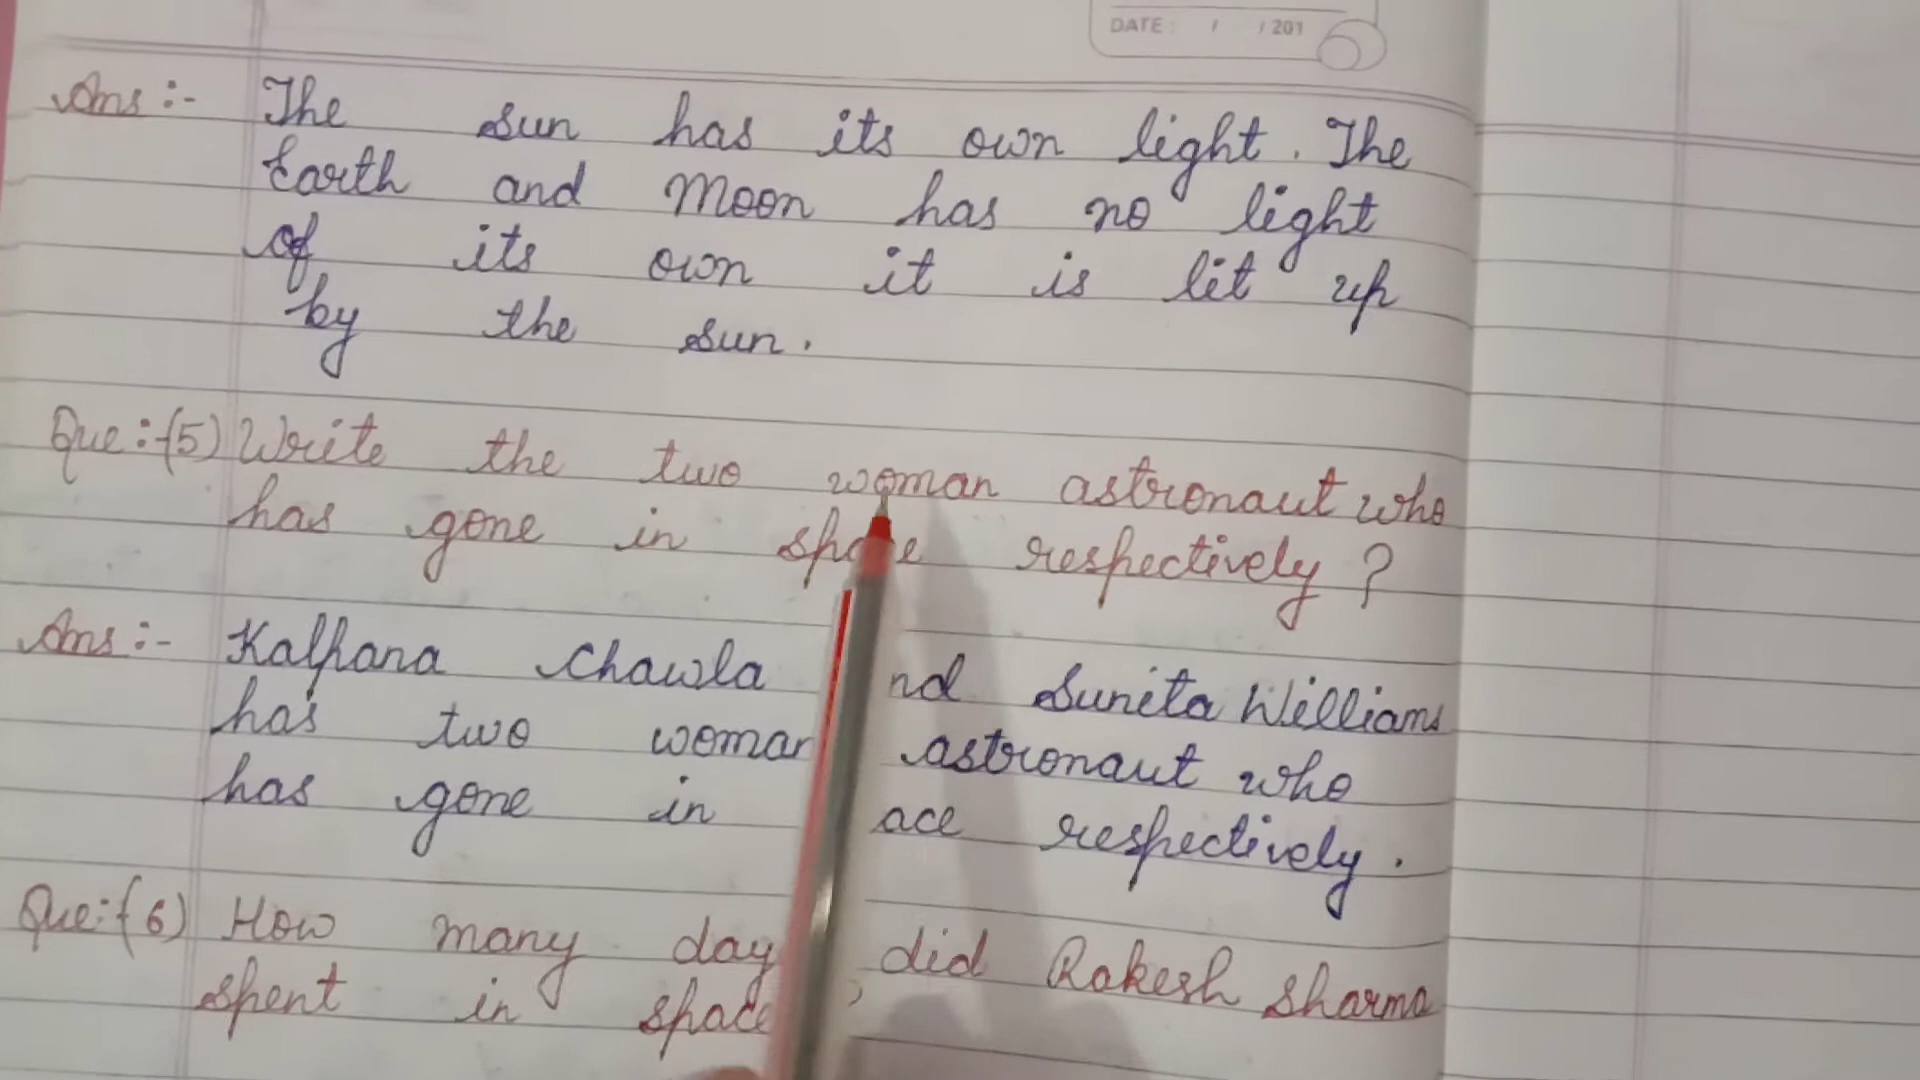 DATE : / / 201
Ans :- The sun has its own light. The
Earth and Moon has no light
of its own it is lit up
by the sun.
Que :- (5) Write the two woman astronaut who
has gone in space respectively ?
Ans :- Kalpana Chawla nd Sunita Williams
has two woman astronaut who
has gone in ace respectively.
Que :- (6) How many day did Rakesh Sharma
spent in space ?